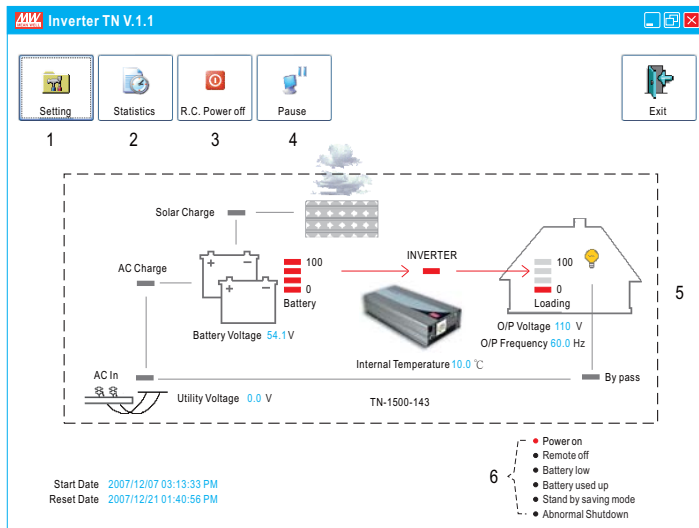 MW MEAN WELL Inverter TN V.1.1
Setting
Statistics
R.C. Power off
Pause
Exit
1
2
3
4
Solar Charge
AC Charge
+ −
+ −
100
0
Battery
Battery Voltage 54.1 V
INVERTER
100
0
Loading
O/P Voltage 110 V
O/P Frequency 60.0 Hz
5
Internal Temperature 10.0 °C
AC In
Utility Voltage 0.0 V
TN-1500-143
By pass
6
Power on
Remote off
Battery low
Battery used up
Stand by saving mode
Abnormal Shutdown
Start Date 2007/12/07 03:13:33 PM
Reset Date 2007/12/21 01:40:56 PM